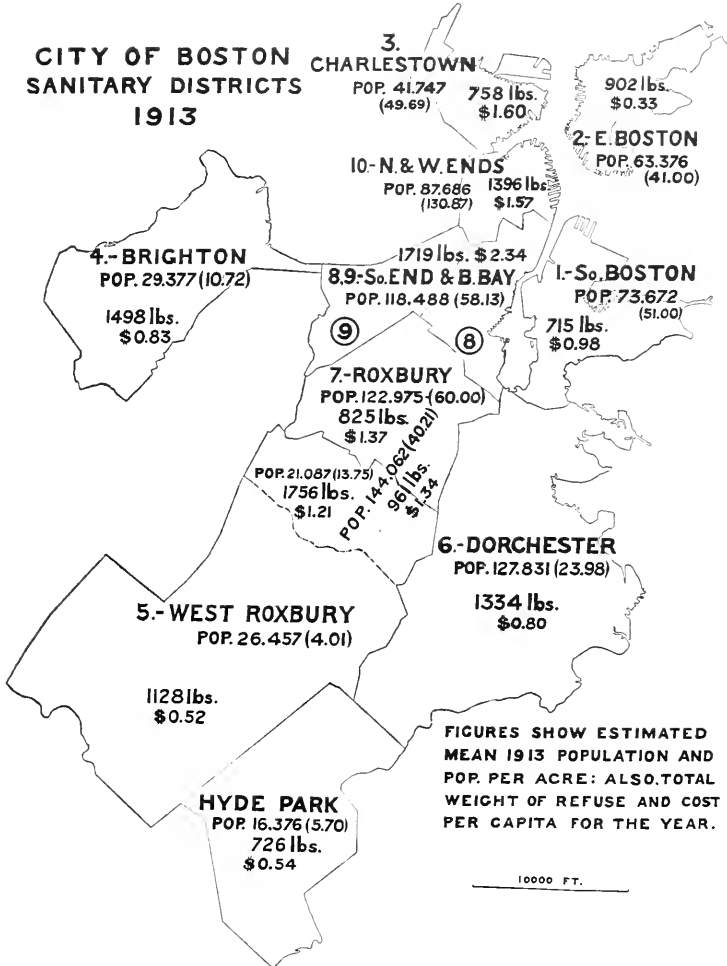 CITY OF BOSTON
SANITARY DISTRICTS
1913
3.
CHARLESTOWN
POP. 41.747
(49.69)
758 lbs.
$1.60
902 lbs.
$0.33
2.-E.BOSTON
POP. 63.376
(41.00)
10.-N.&W.ENDS
POP. 87.686
(130.87)
1396 lbs.
$1.57
4.-BRIGHTON
POP. 29.377 (10.72)
1498 lbs.
$0.83
1719 lbs. $2.34
8.9.-So.END & B.BAY
POP. 118.488 (58.13)
9
8
1.-So.BOSTON
POP. 73.672
(51.00)
715 lbs.
$0.98
7.-ROXBURY
POP. 122.975 (60.00)
825 lbs.
$1.37
POP. 21.087 (13.75)
1756 lbs.
$1.21
POP. 144.062 (40.21)
961 lbs.
$1.34
6.-DORCHESTER
POP. 127.831 (23.98)
1334 lbs.
$0.80
5.-WEST ROXBURY
POP. 26.457 (4.01)
1128 lbs.
$0.52
HYDE PARK
POP. 16.376 (5.70)
726 lbs.
$0.54
FIGURES SHOW ESTIMATED
MEAN 1913 POPULATION AND
POP. PER ACRE: ALSO.TOTAL
WEIGHT OF REFUSE AND COST
PER CAPITA FOR THE YEAR.
10000 FT.